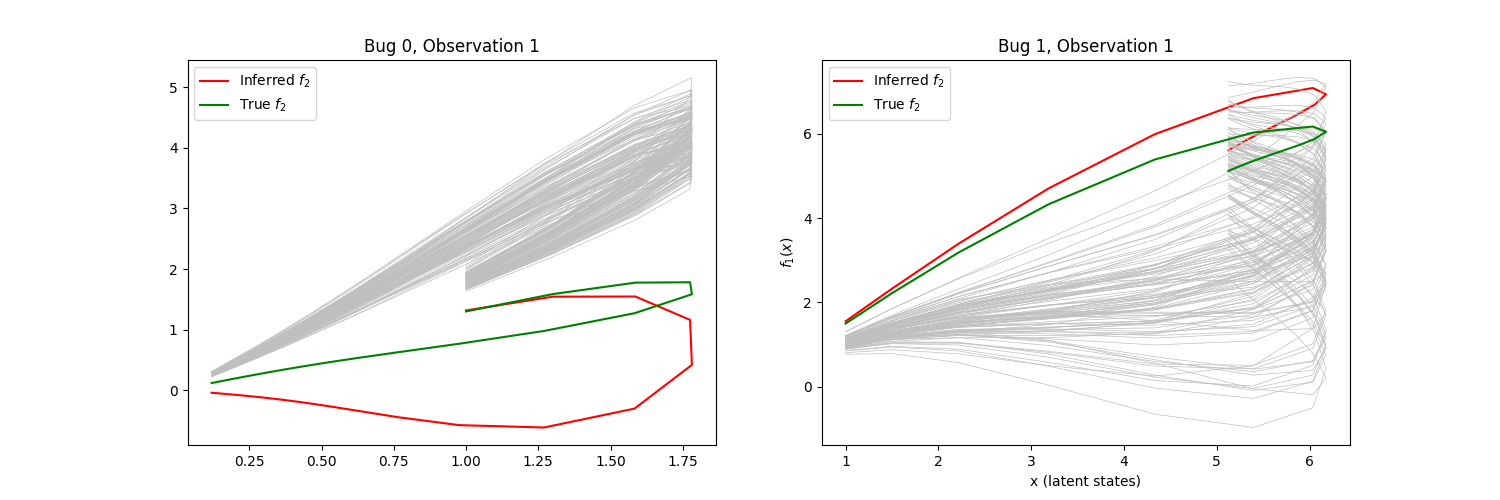 Bug 0, Observation 1
Inferred f₂
True f₂
5
4
3
2
1
0
0.25 0.50 0.75 1.00 1.25 1.50 1.75
Bug 1, Observation 1
Inferred f₂
True f₂
f₁(x)
6
4
2
0
1 2 3 4 5 6
x (latent states)